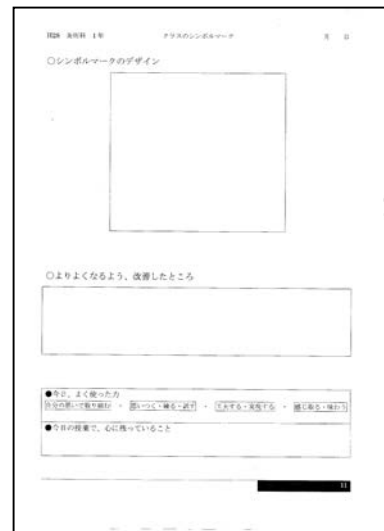 H28 美術科 1年 クラスのシンボルマーク 月 日
○シンボルマークのデザイン
○よりよくなるよう、改善したところ
●今日、よく使った力
自分の思いで取り組む ・ 思いつく・練る・試す ・ 工夫する・実現する ・ 感じ取る・味わう
●今日の授業で、心に残っていること
11